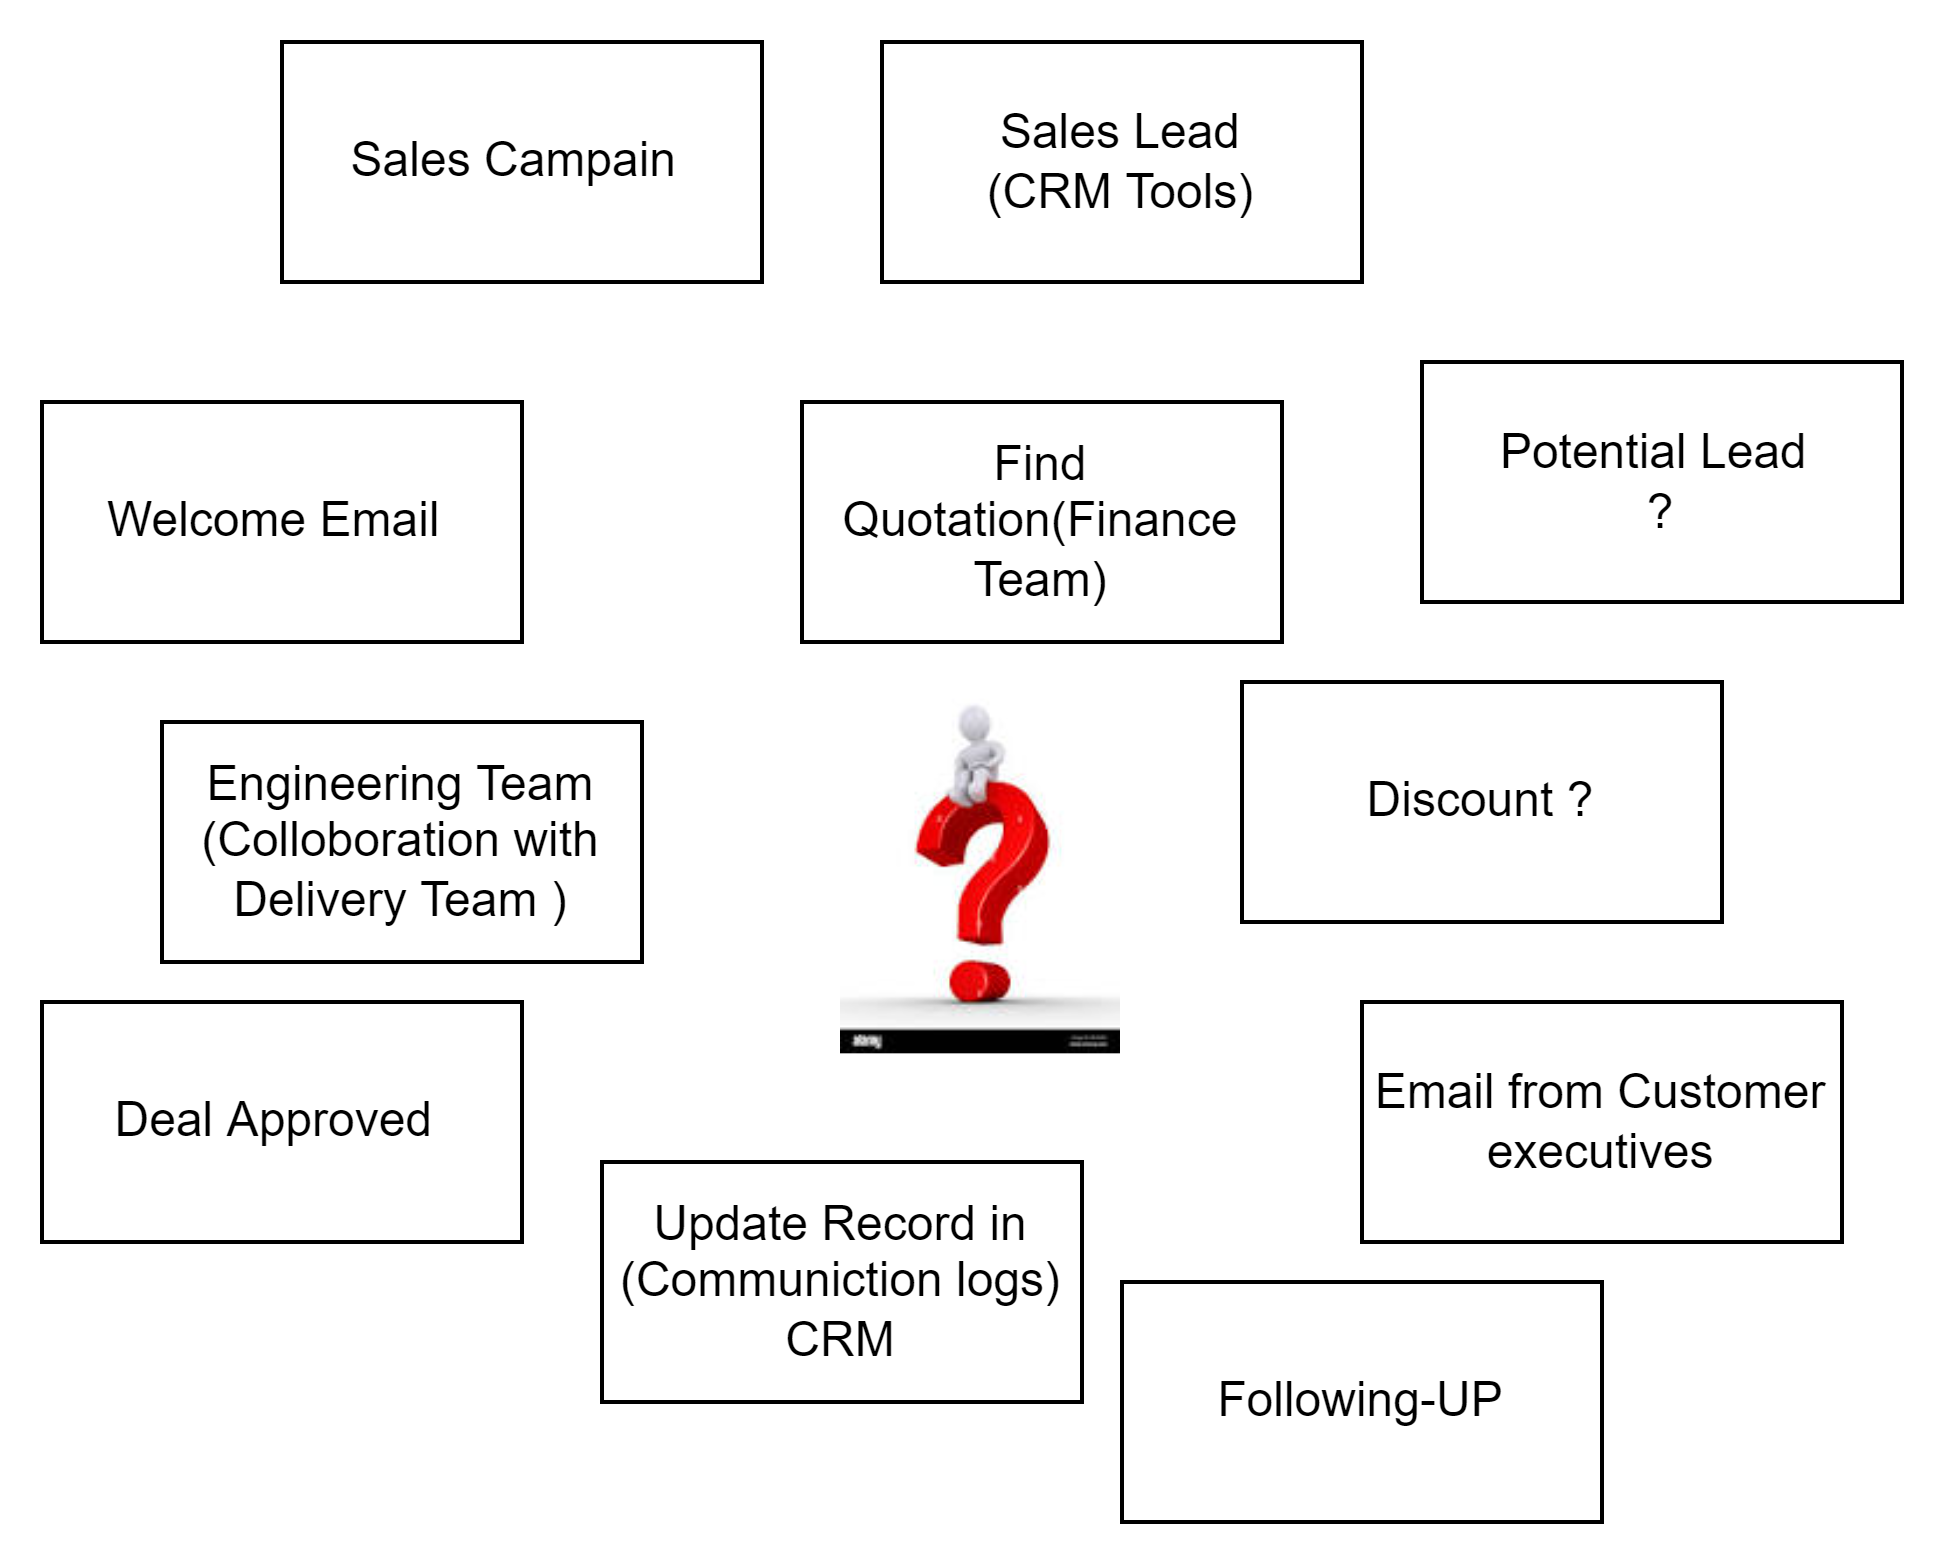 Sales Campain
Sales Lead
(CRM Tools)
Potential Lead
?
Welcome Email
Find
Quotation(Finance
Team)
Discount ?
Engineering Team
(Colloboration with
Delivery Team )
alamy
Deal Approved
Email from Customer
executives
Update Record in
(Communiction logs)
CRM
Following-UP